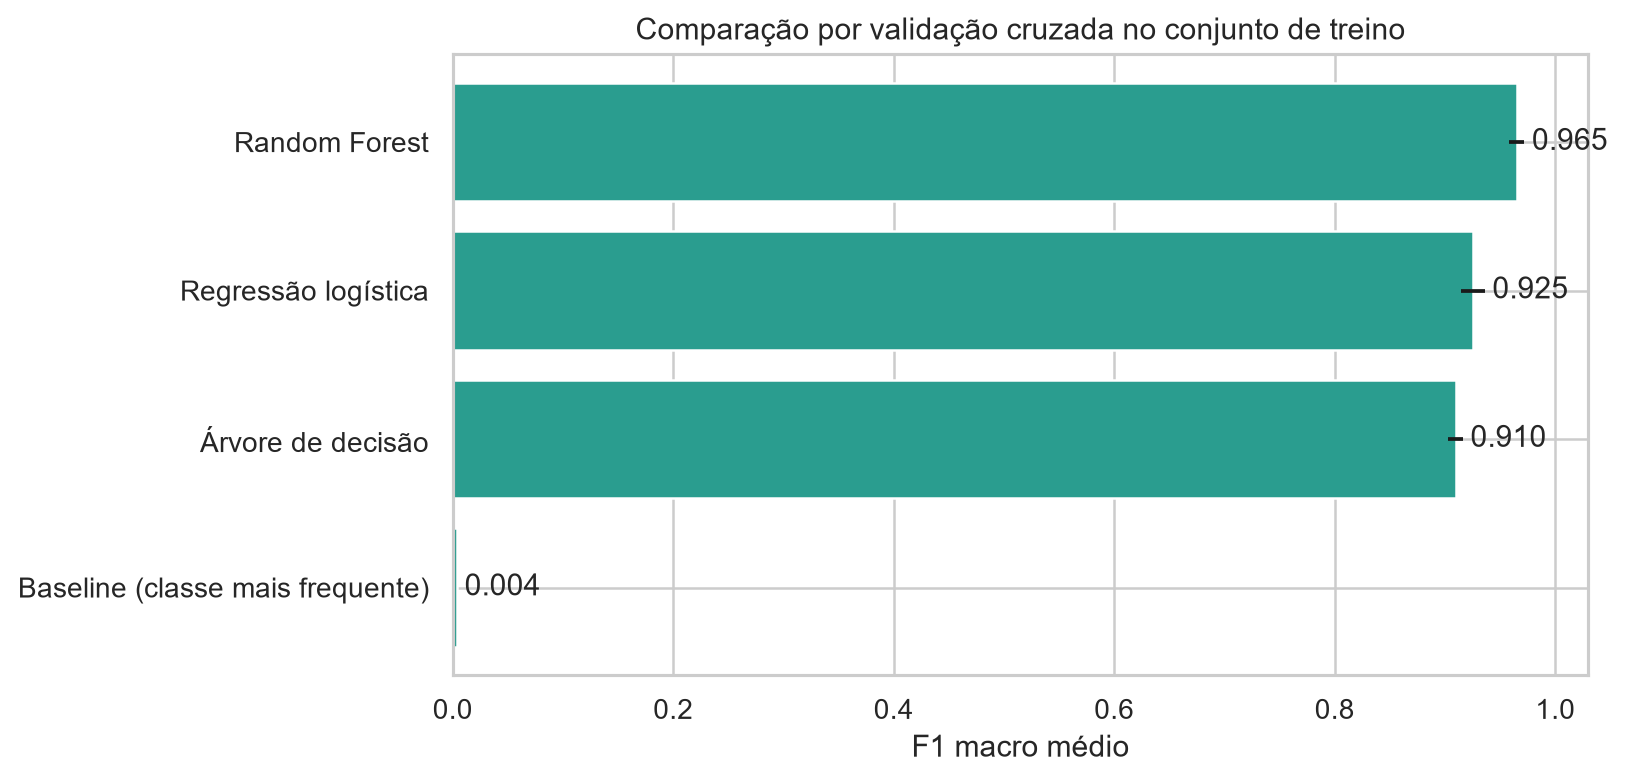 Comparação por validação cruzada no conjunto de treino
Random Forest
0.965
Regressão logística
0.925
Árvore de decisão
0.910
Baseline (classe mais frequente)
0.004
0.0 0.2 0.4 0.6 0.8 1.0
F1 macro médio